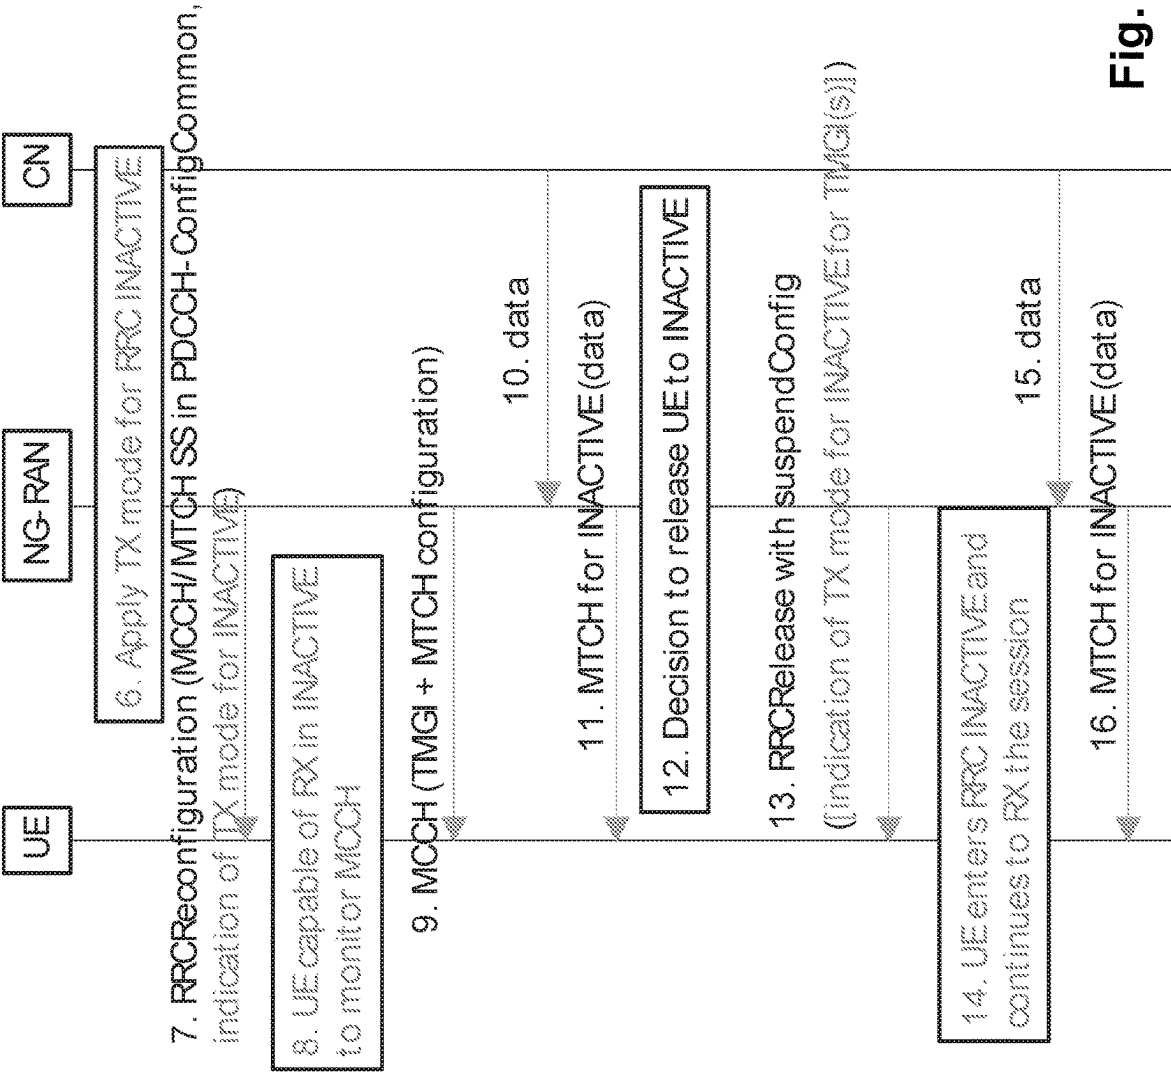 UE
NG-RAN
CN
6. Apply TX mode for RRC INACTIVE
7. RRCReconfiguration (MCCH/MTCH SS in PDCCH-ConfigCommon,
indication of TX mode for INACTIVE)
8. UE capable of RX in INACTIVE
to monitor MCCH
9. MCCH (TMGI + MTCH configuration)
10. data
11. MTCH for INACTIVE (data)
12. Decision to release UE to INACTIVE
13. RRCRelease with suspendConfig
([indication of TX mode for INACTIVE for TMGI(s)])
14. UE enters RRC INACTIVE and
continues to RX the session
15. data
16. MTCH for INACTIVE (data)
Fig.